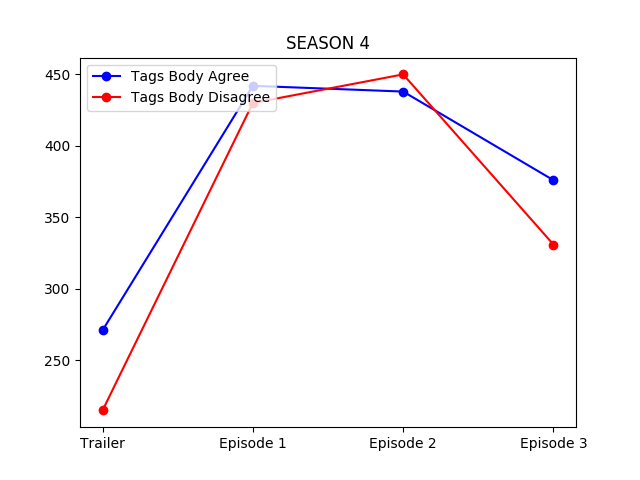 SEASON 4
Tags Body Agree
Tags Body Disagree
450
400
350
300
250
Trailer Episode 1 Episode 2 Episode 3